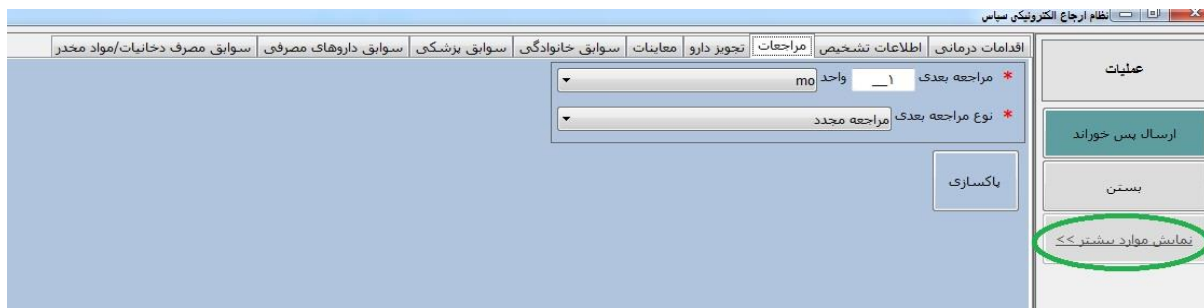 نظام ارجاع الکترونیکی سپاس
اقدامات درمانی اطلاعات تشخیص مراجعات تجویز دارو معاینات سوابق خانوادگی سوابق پزشکی سوابق داروهای مصرفی سوابق مصرف دخانیات/مواد مخدر
* مراجعه بعدی ۱__ واحد mo
* نوع مراجعه بعدی مراجعه مجدد
پاکسازی
عملیات
ارسال پس خوراند
بستن
نمایش موارد بیشتر >>